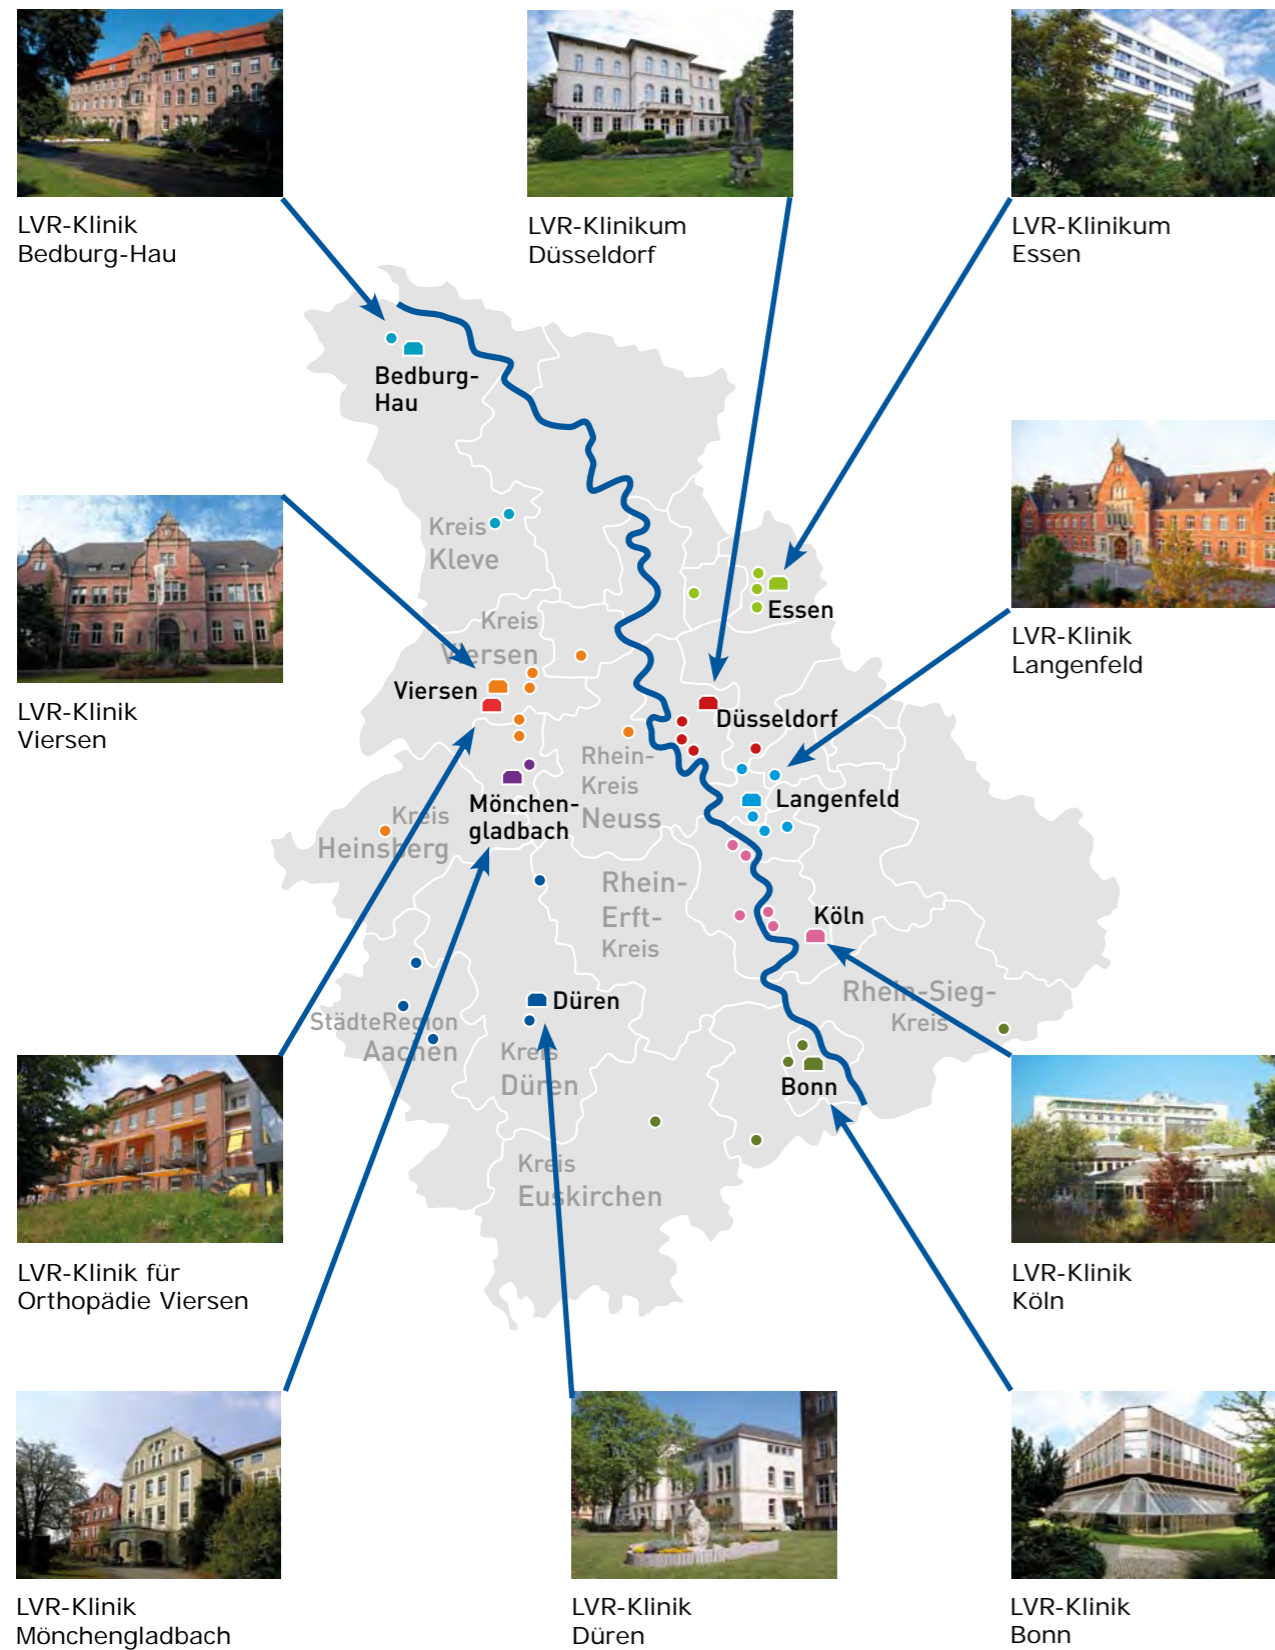 LVR-Klinik
Bedburg-Hau
LVR-Klinikum
Düsseldorf
LVR-Klinikum
Essen
Bedburg-
Hau
Kreis
Kleve
LVR-Klinik
Langenfeld
Essen
Kreis
Viersen
Viersen
LVR-Klinik
Viersen
Düsseldorf
Rhein-
Kreis
Neuss
Langenfeld
Mönchen-
gladbach
Kreis
Heinsberg
Rhein-
Erft-
Kreis
Köln
Rhein-Sieg-
Kreis
Düren
StädteRegion
Aachen
Kreis
Düren
Bonn
Kreis
Euskirchen
LVR-Klinik für
Orthopädie Viersen
LVR-Klinik
Köln
LVR-Klinik
Mönchengladbach
LVR-Klinik
Düren
LVR-Klinik
Bonn